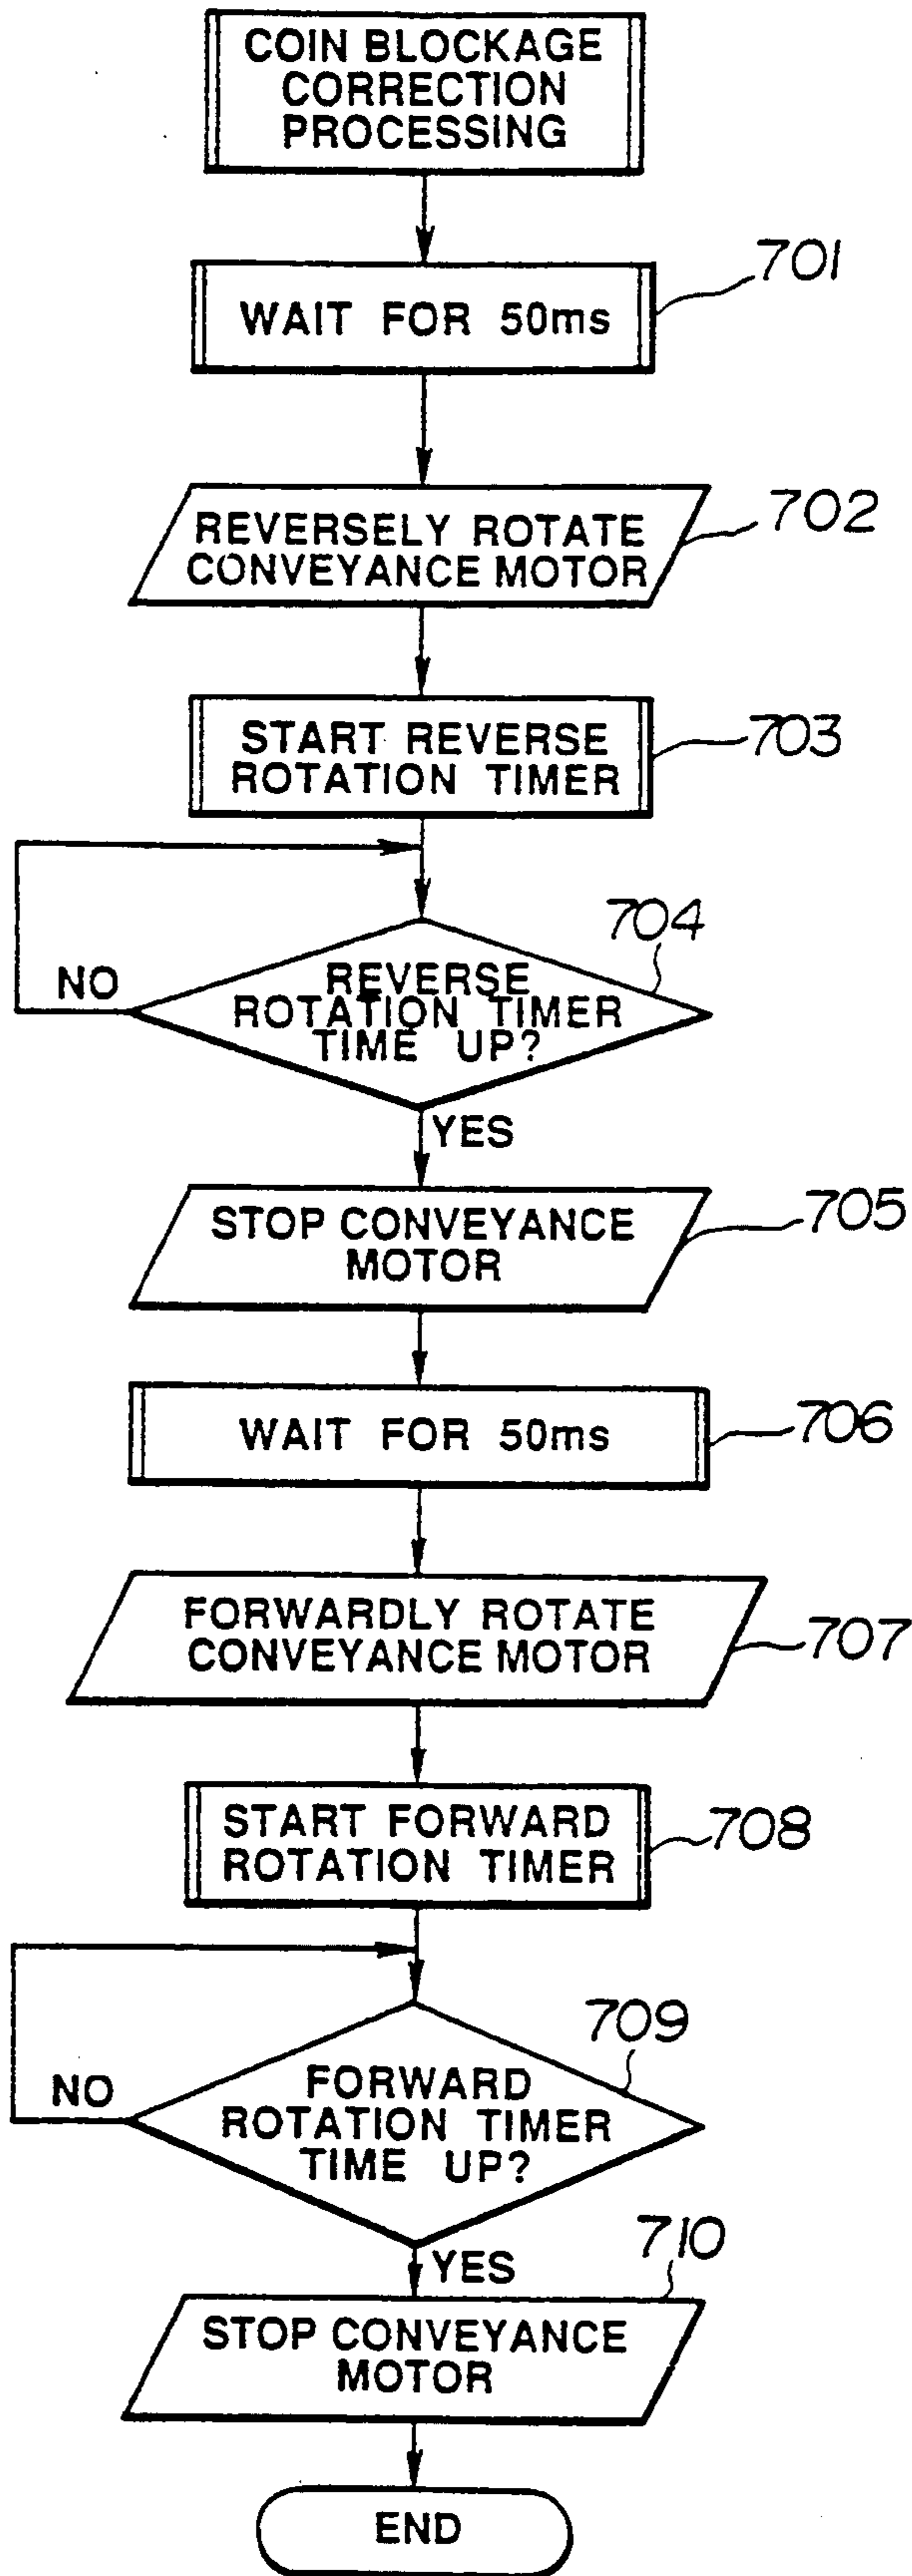 COIN BLOCKAGE
CORRECTION
PROCESSING
701
WAIT FOR 50ms
702
REVERSELY ROTATE
CONVEYANCE MOTOR
703
START REVERSE
ROTATION TIMER
704
NO
REVERSE
ROTATION TIMER
TIME UP?
YES
705
STOP CONVEYANCE
MOTOR
706
WAIT FOR 50ms
707
FORWARDLY ROTATE
CONVEYANCE MOTOR
708
START FORWARD
ROTATION TIMER
709
NO
FORWARD
ROTATION TIMER
TIME UP?
YES
710
STOP CONVEYANCE
MOTOR
END